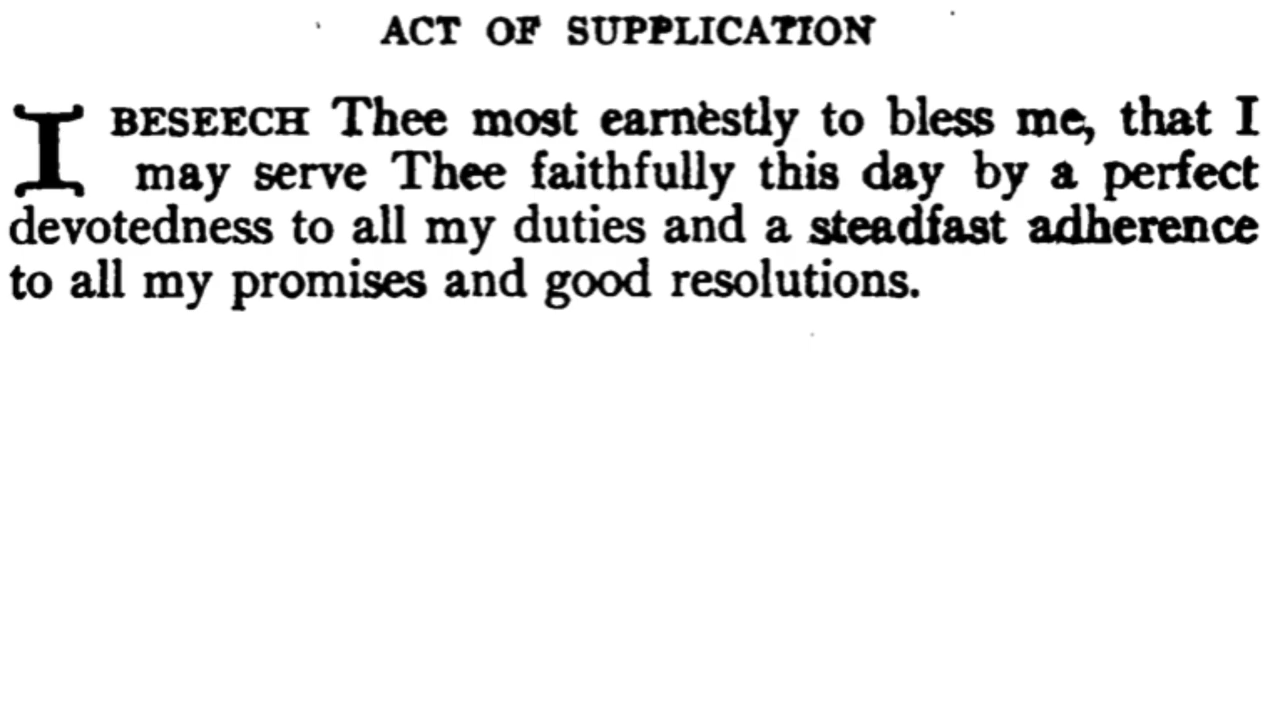 ACT OF SUPPLICATION
I BESEECH Thee most earnestly to bless me, that I
may serve Thee faithfully this day by a perfect
devotedness to all my duties and a steadfast adherence
to all my promises and good resolutions.